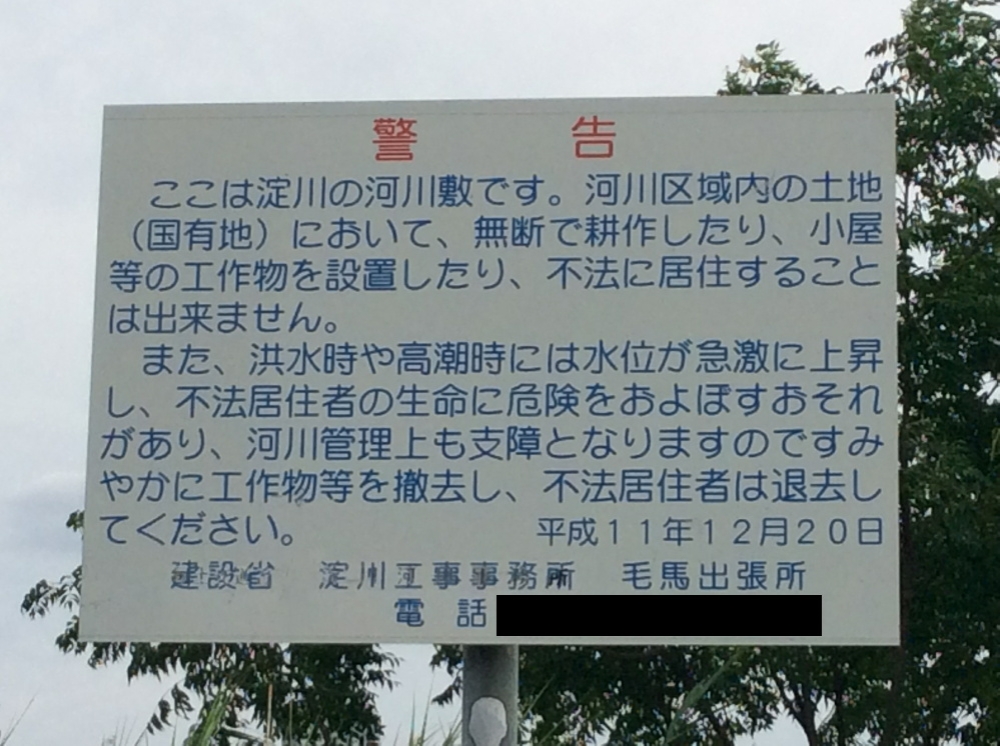 警告
ここは淀川の河川敷です。河川区域内の土地
（国有地）において、無断で耕作したり、小屋
等の工作物を設置したり、不法に居住すること
は出来ません。
また、洪水時や高潮時には水位が急激に上昇
し、不法居住者の生命に危険をおよぼすおそれ
があり、河川管理上も支障となりますのですみ
やかに工作物等を撤去し、不法居住者は退去し
てください。 平成11年12月20日
建設省 淀川工事事務所 毛馬出張所
電話